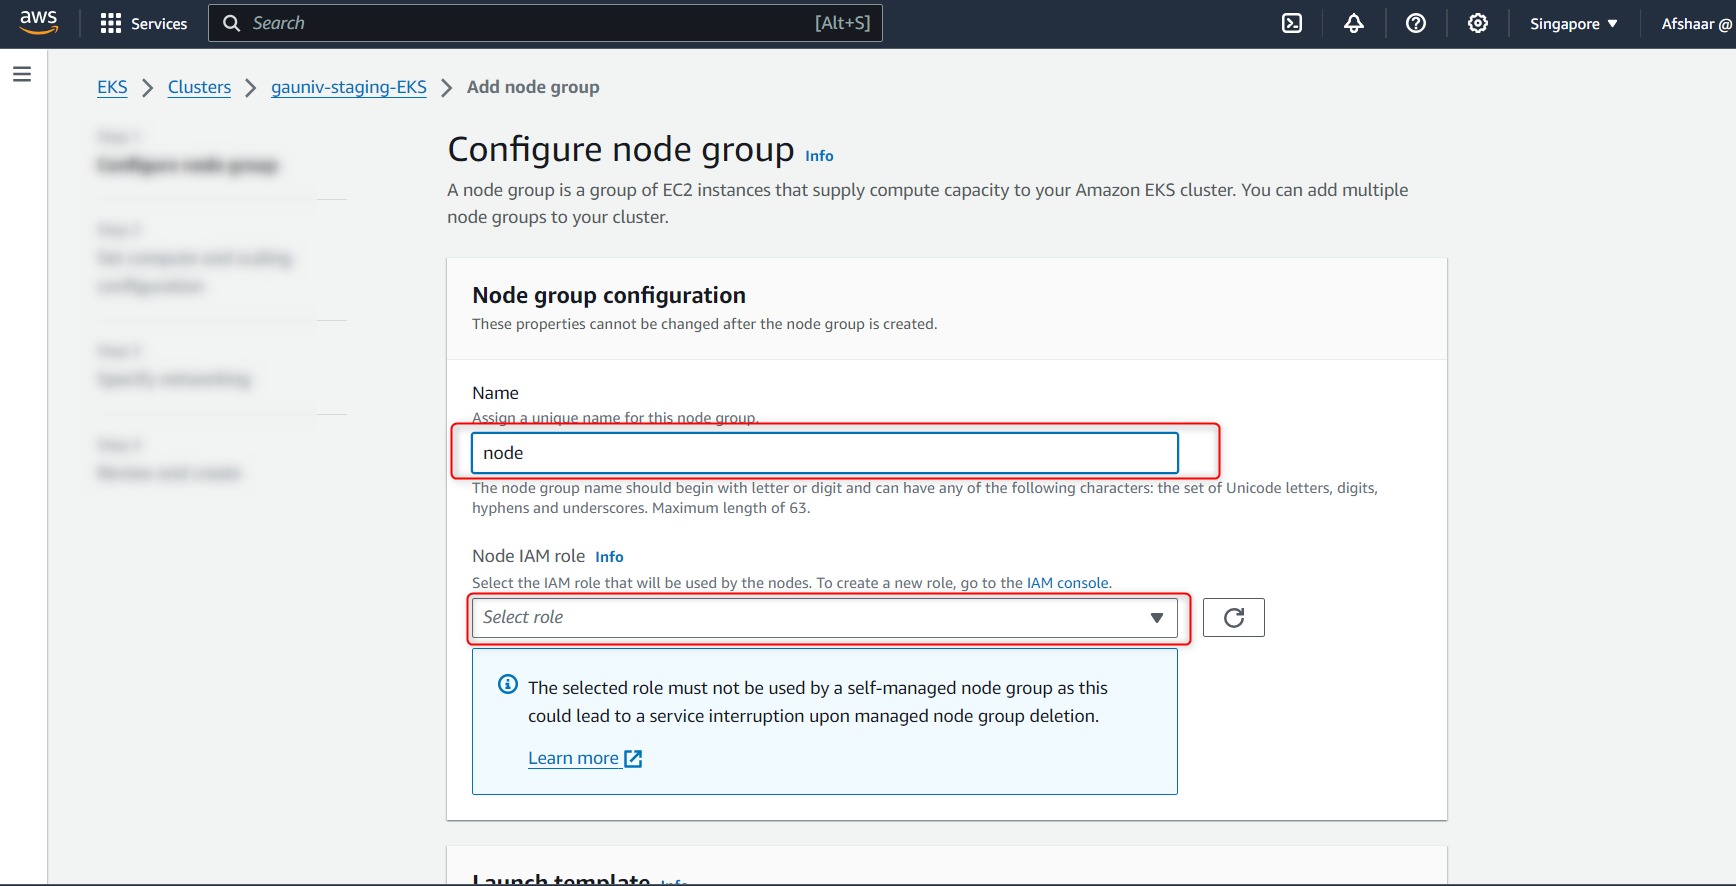 aws
Services
Search
[Alt+S]
Singapore
Afshaar @
EKS
Clusters
gauniv-staging-EKS
Add node group
Configure node group
Configure node group Info
A node group is a group of EC2 instances that supply compute capacity to your Amazon EKS cluster. You can add multiple
node groups to your cluster.
Node group configuration
These properties cannot be changed after the node group is created.
Name
Assign a unique name for this node group.
node
The node group name should begin with letter or digit and can have any of the following characters: the set of Unicode letters, digits,
hyphens and underscores. Maximum length of 63.
Node IAM role Info
Select the IAM role that will be used by the nodes. To create a new role, go to the IAM console.
Select role
The selected role must not be used by a self-managed node group as this
could lead to a service interruption upon managed node group deletion.
Learn more
Launch template Info